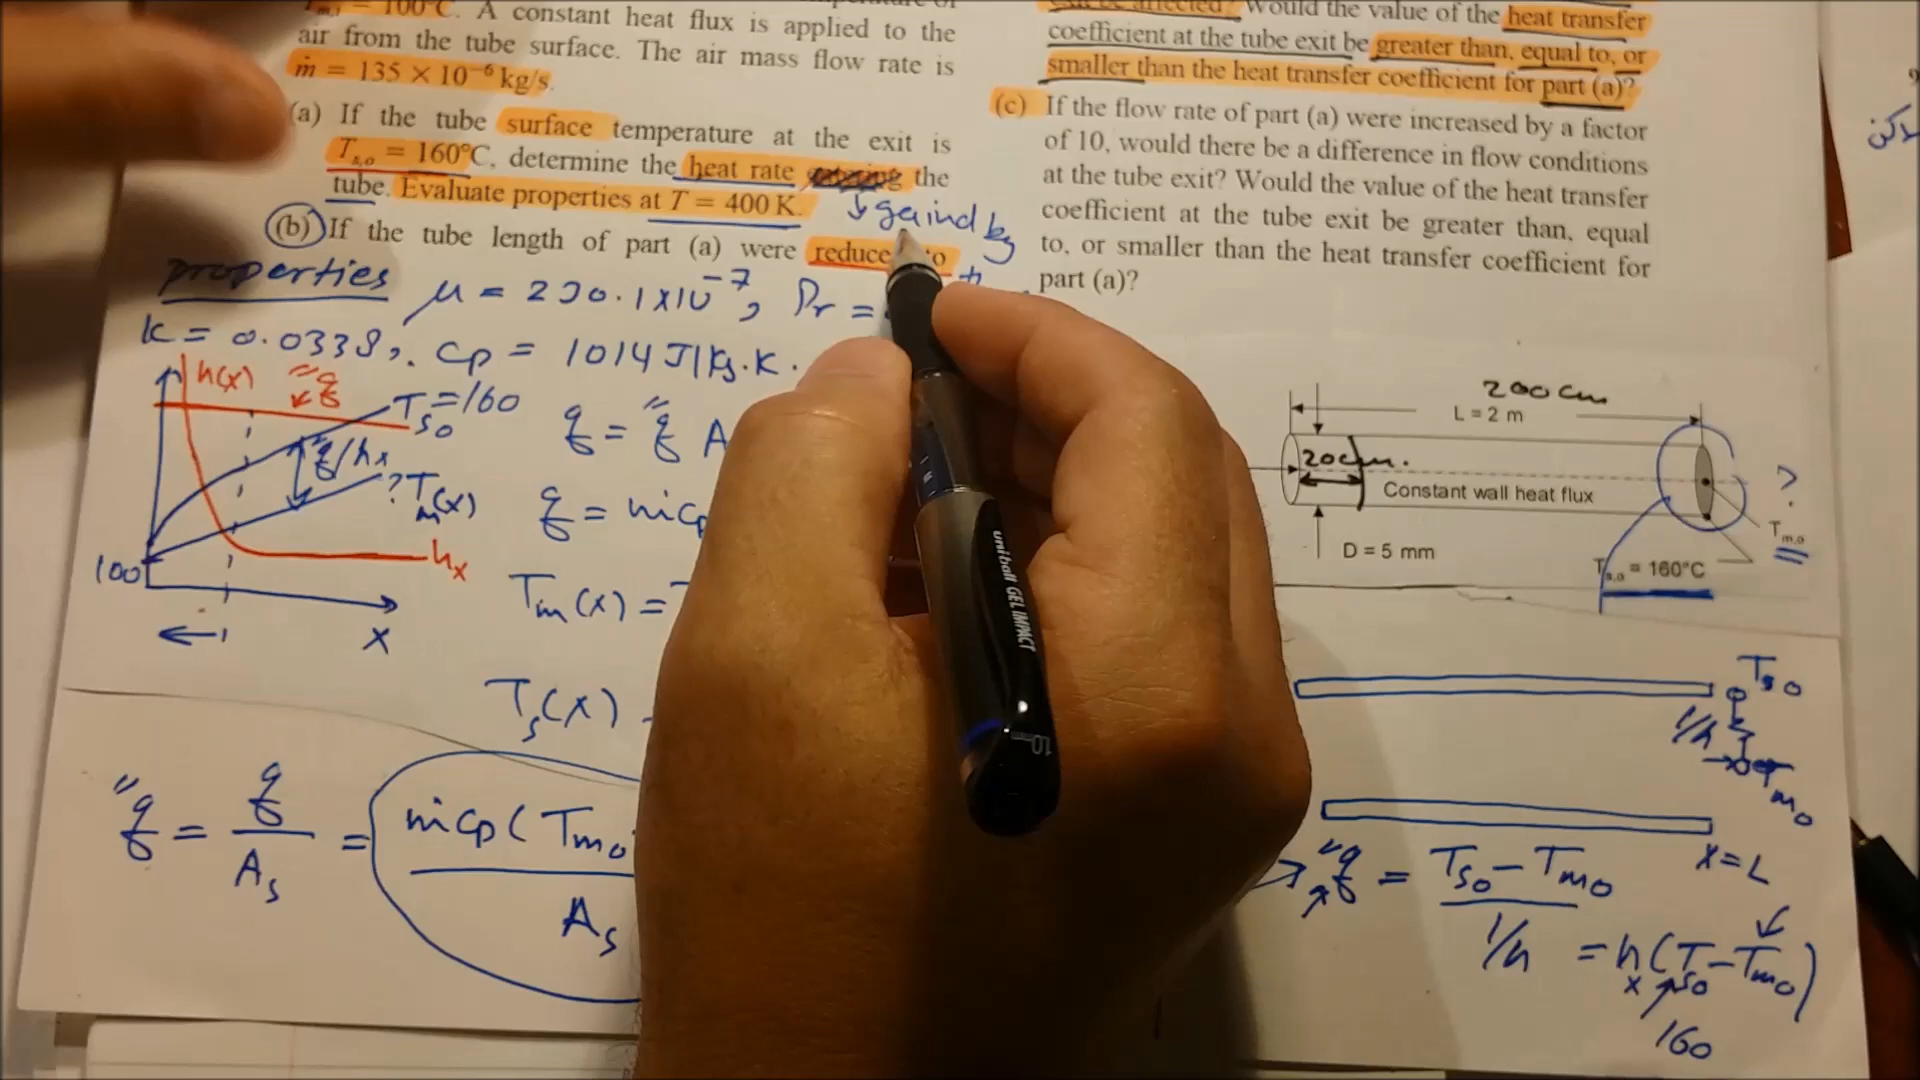 = 100°C. A constant heat flux is applied to the
air from the tube surface. The air mass flow rate is
ṁ = 135 × 10⁻⁶ kg/s.
(a) If the tube surface temperature at the exit is
Ts,o = 160°C, determine the heat rate the
tube. Evaluate properties at T = 400 K.
↓ gaind by
(b) If the tube length of part (a) were reduce
Would the value of the heat transfer
coefficient at the tube exit be greater than, equal to, or
smaller than the heat transfer coefficient for part (a)?
(c) If the flow rate of part (a) were increased by a factor
of 10, would there be a difference in flow conditions
at the tube exit? Would the value of the heat transfer
coefficient at the tube exit be greater than, equal
to, or smaller than the heat transfer coefficient for
part (a)?
properties μ = 230.1x10⁻⁷, Pr =
k = 0.0338, cp = 1014 J/kg.K.
h(x) q"
Tso=160
q"/hx
?Tm(x)
hx
100
x
q = q" A
q = ṁcp
Tm(x) =
Ts(x)
q" = q/As = ṁcp(Tmo / As
200cm
L = 2 m
20cm.
Constant wall heat flux
?
Tm,o
D = 5 mm
Ts,o = 160°C
Tso
1/h
Tmo
x=L
q" = Tso-Tmo / 1/h = hx(Tso-Tmo)
160